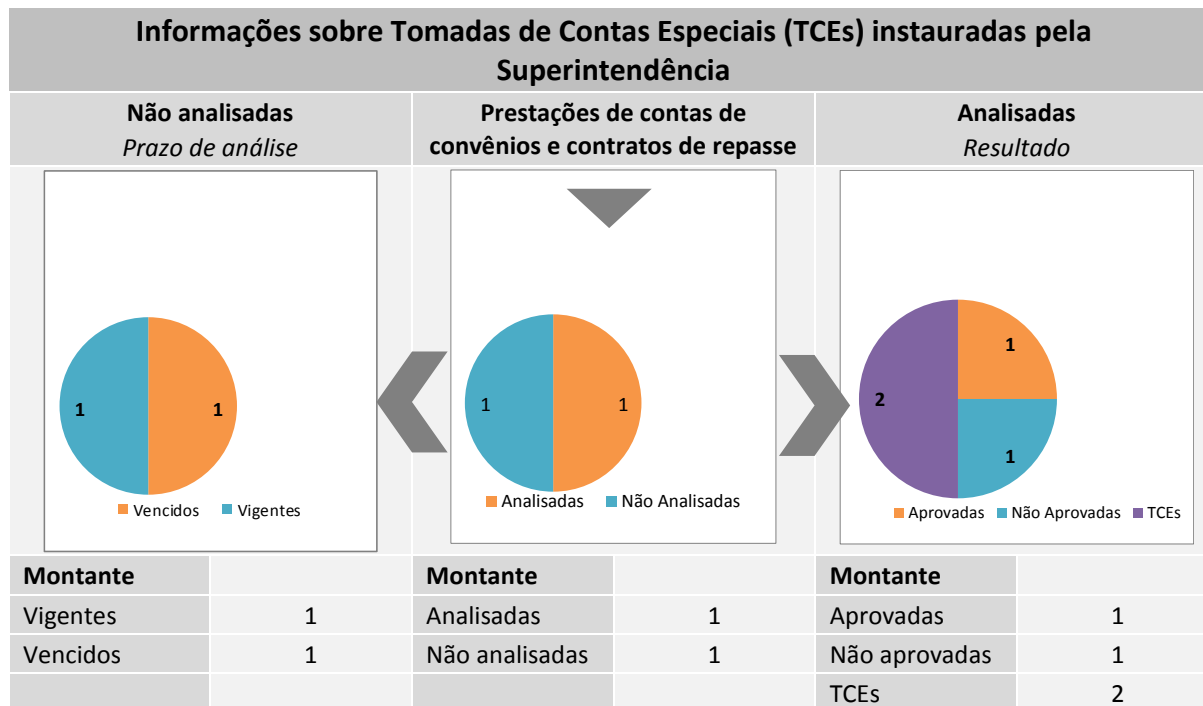 Informações sobre Tomadas de Contas Especiais (TCEs) instauradas pela
Superintendência
Não analisadas
Prazo de análise
Prestações de contas de
convênios e contratos de repasse
Analisadas
Resultado
1
1
Vencidos
Vigentes
1
1
Analisadas
Não Analisadas
1
2
1
Aprovadas
Não Aprovadas
TCEs
Montante
Montante
Montante
Vigentes 1
Analisadas 1
Aprovadas 1
Vencidos 1
Não analisadas 1
Não aprovadas 1
TCEs 2